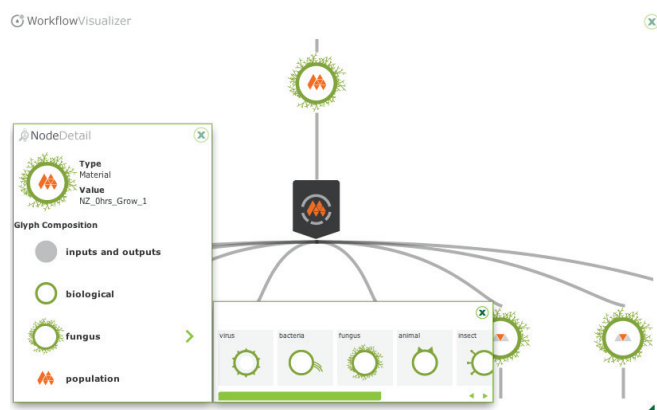 WorkflowVisualizer
NodeDetail
Type
Material
Value
NZ_0hrs_Grow_1
Glyph Composition
inputs and outputs
biological
fungus
population
virus
bacteria
fungus
animal
insect